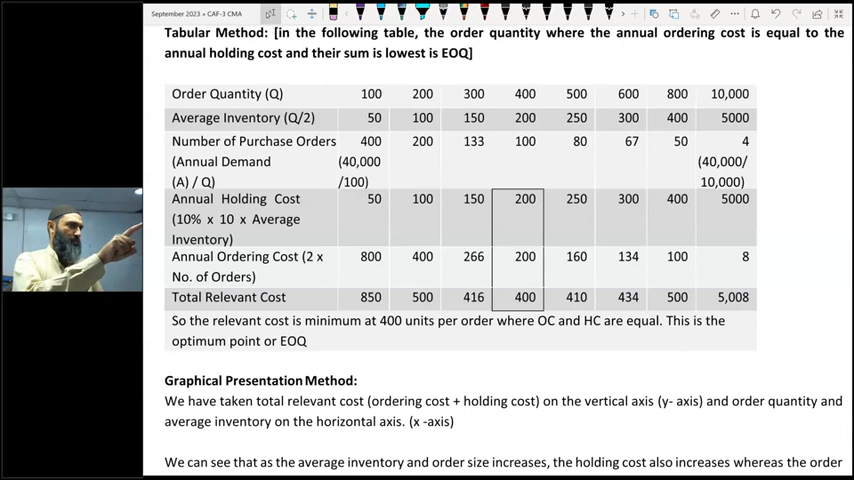 September 2023 » CAF-3 CMA
Tabular Method: [in the following table, the order quantity where the annual ordering cost is equal to the
annual holding cost and their sum is lowest is EOQ]
Order Quantity (Q) 100 200 300 400 500 600 800 10,000
Average Inventory (Q/2) 50 100 150 200 250 300 400 5000
Number of Purchase Orders 400 200 133 100 80 67 50 4
(Annual Demand (40,000 (40,000/
(A) / Q) /100) 10,000)
Annual Holding Cost 50 100 150 200 250 300 400 5000
(10% x 10 x Average
Inventory)
Annual Ordering Cost (2 x 800 400 266 200 160 134 100 8
No. of Orders)
Total Relevant Cost 850 500 416 400 410 434 500 5,008
So the relevant cost is minimum at 400 units per order where OC and HC are equal. This is the
optimum point or EOQ
Graphical Presentation Method:
We have taken total relevant cost (ordering cost + holding cost) on the vertical axis (y- axis) and order quantity and
average inventory on the horizontal axis. (x -axis)
We can see that as the average inventory and order size increases, the holding cost also increases whereas the order